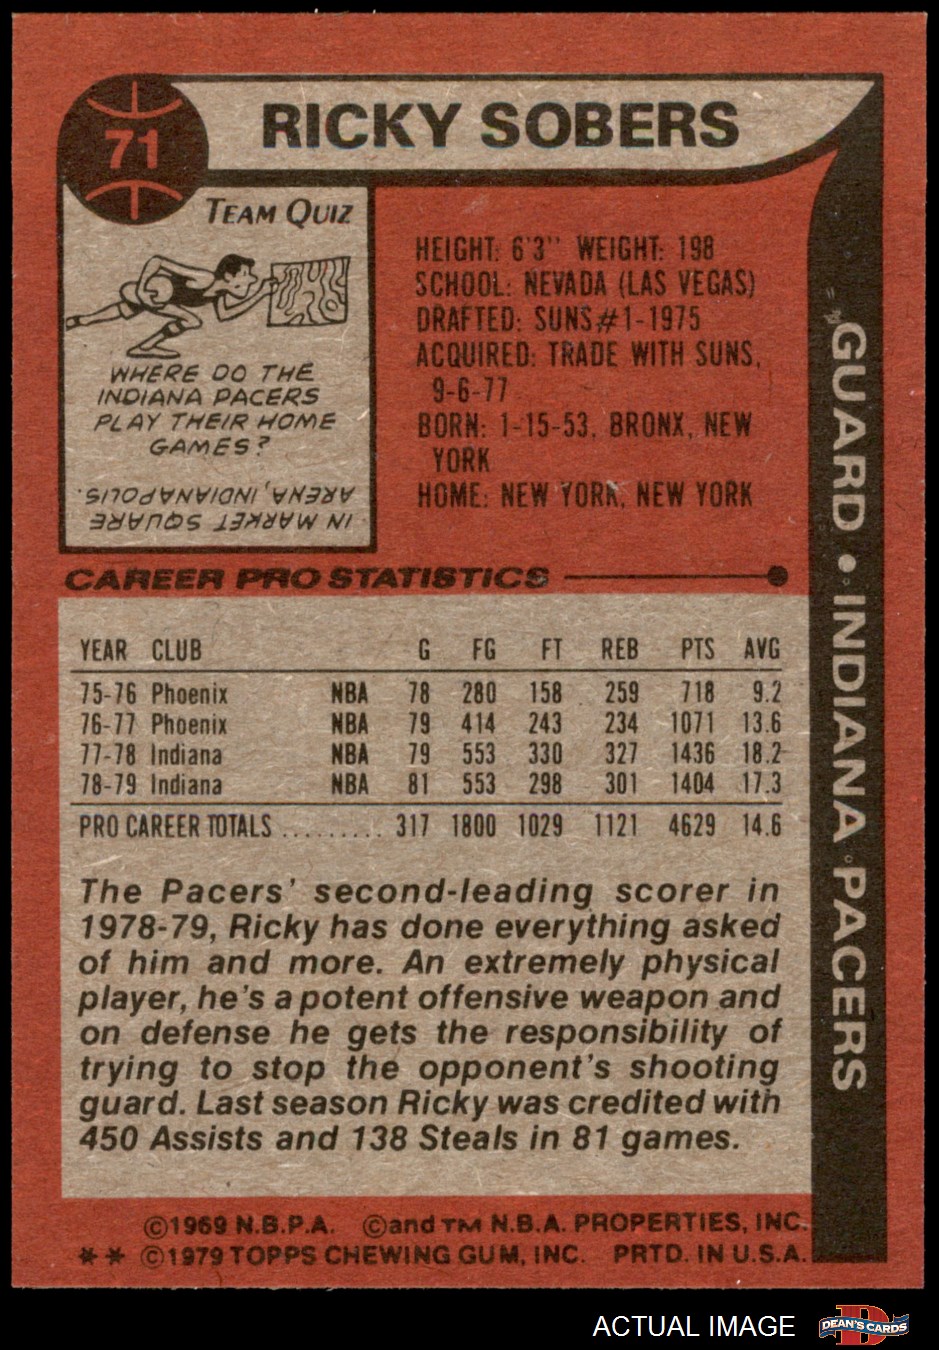 71
RICKY SOBERS
TEAM QUIZ
WHERE DO THE
INDIANA PACERS
PLAY THEIR HOME
GAMES?
IN MARKET SQUARE
ARENA, INDIANAPOLIS.
HEIGHT: 6'3" WEIGHT: 198
SCHOOL: NEVADA (LAS VEGAS)
DRAFTED: SUNS#1-1975
ACQUIRED: TRADE WITH SUNS,
9-6-77
BORN: 1-15-53, BRONX, NEW
YORK
HOME: NEW YORK, NEW YORK
GUARD • INDIANA PACERS
CAREER PRO STATISTICS
YEAR CLUB G FG FT REB PTS AVG
75-76 Phoenix NBA 78 280 158 259 718 9.2
76-77 Phoenix NBA 79 414 243 234 1071 13.6
77-78 Indiana NBA 79 553 330 327 1436 18.2
78-79 Indiana NBA 81 553 298 301 1404 17.3
PRO CAREER TOTALS ......... 317 1800 1029 1121 4629 14.6
The Pacers' second-leading scorer in
1978-79, Ricky has done everything asked
of him and more. An extremely physical
player, he's a potent offensive weapon and
on defense he gets the responsibility of
trying to stop the opponent's shooting
guard. Last season Ricky was credited with
450 Assists and 138 Steals in 81 games.
©1969 N.B.P.A. ©and TM N.B.A. PROPERTIES, INC.
** ©1979 TOPPS CHEWING GUM, INC. PRTD. IN U.S.A.
ACTUAL IMAGE
DEAN'S CARDS